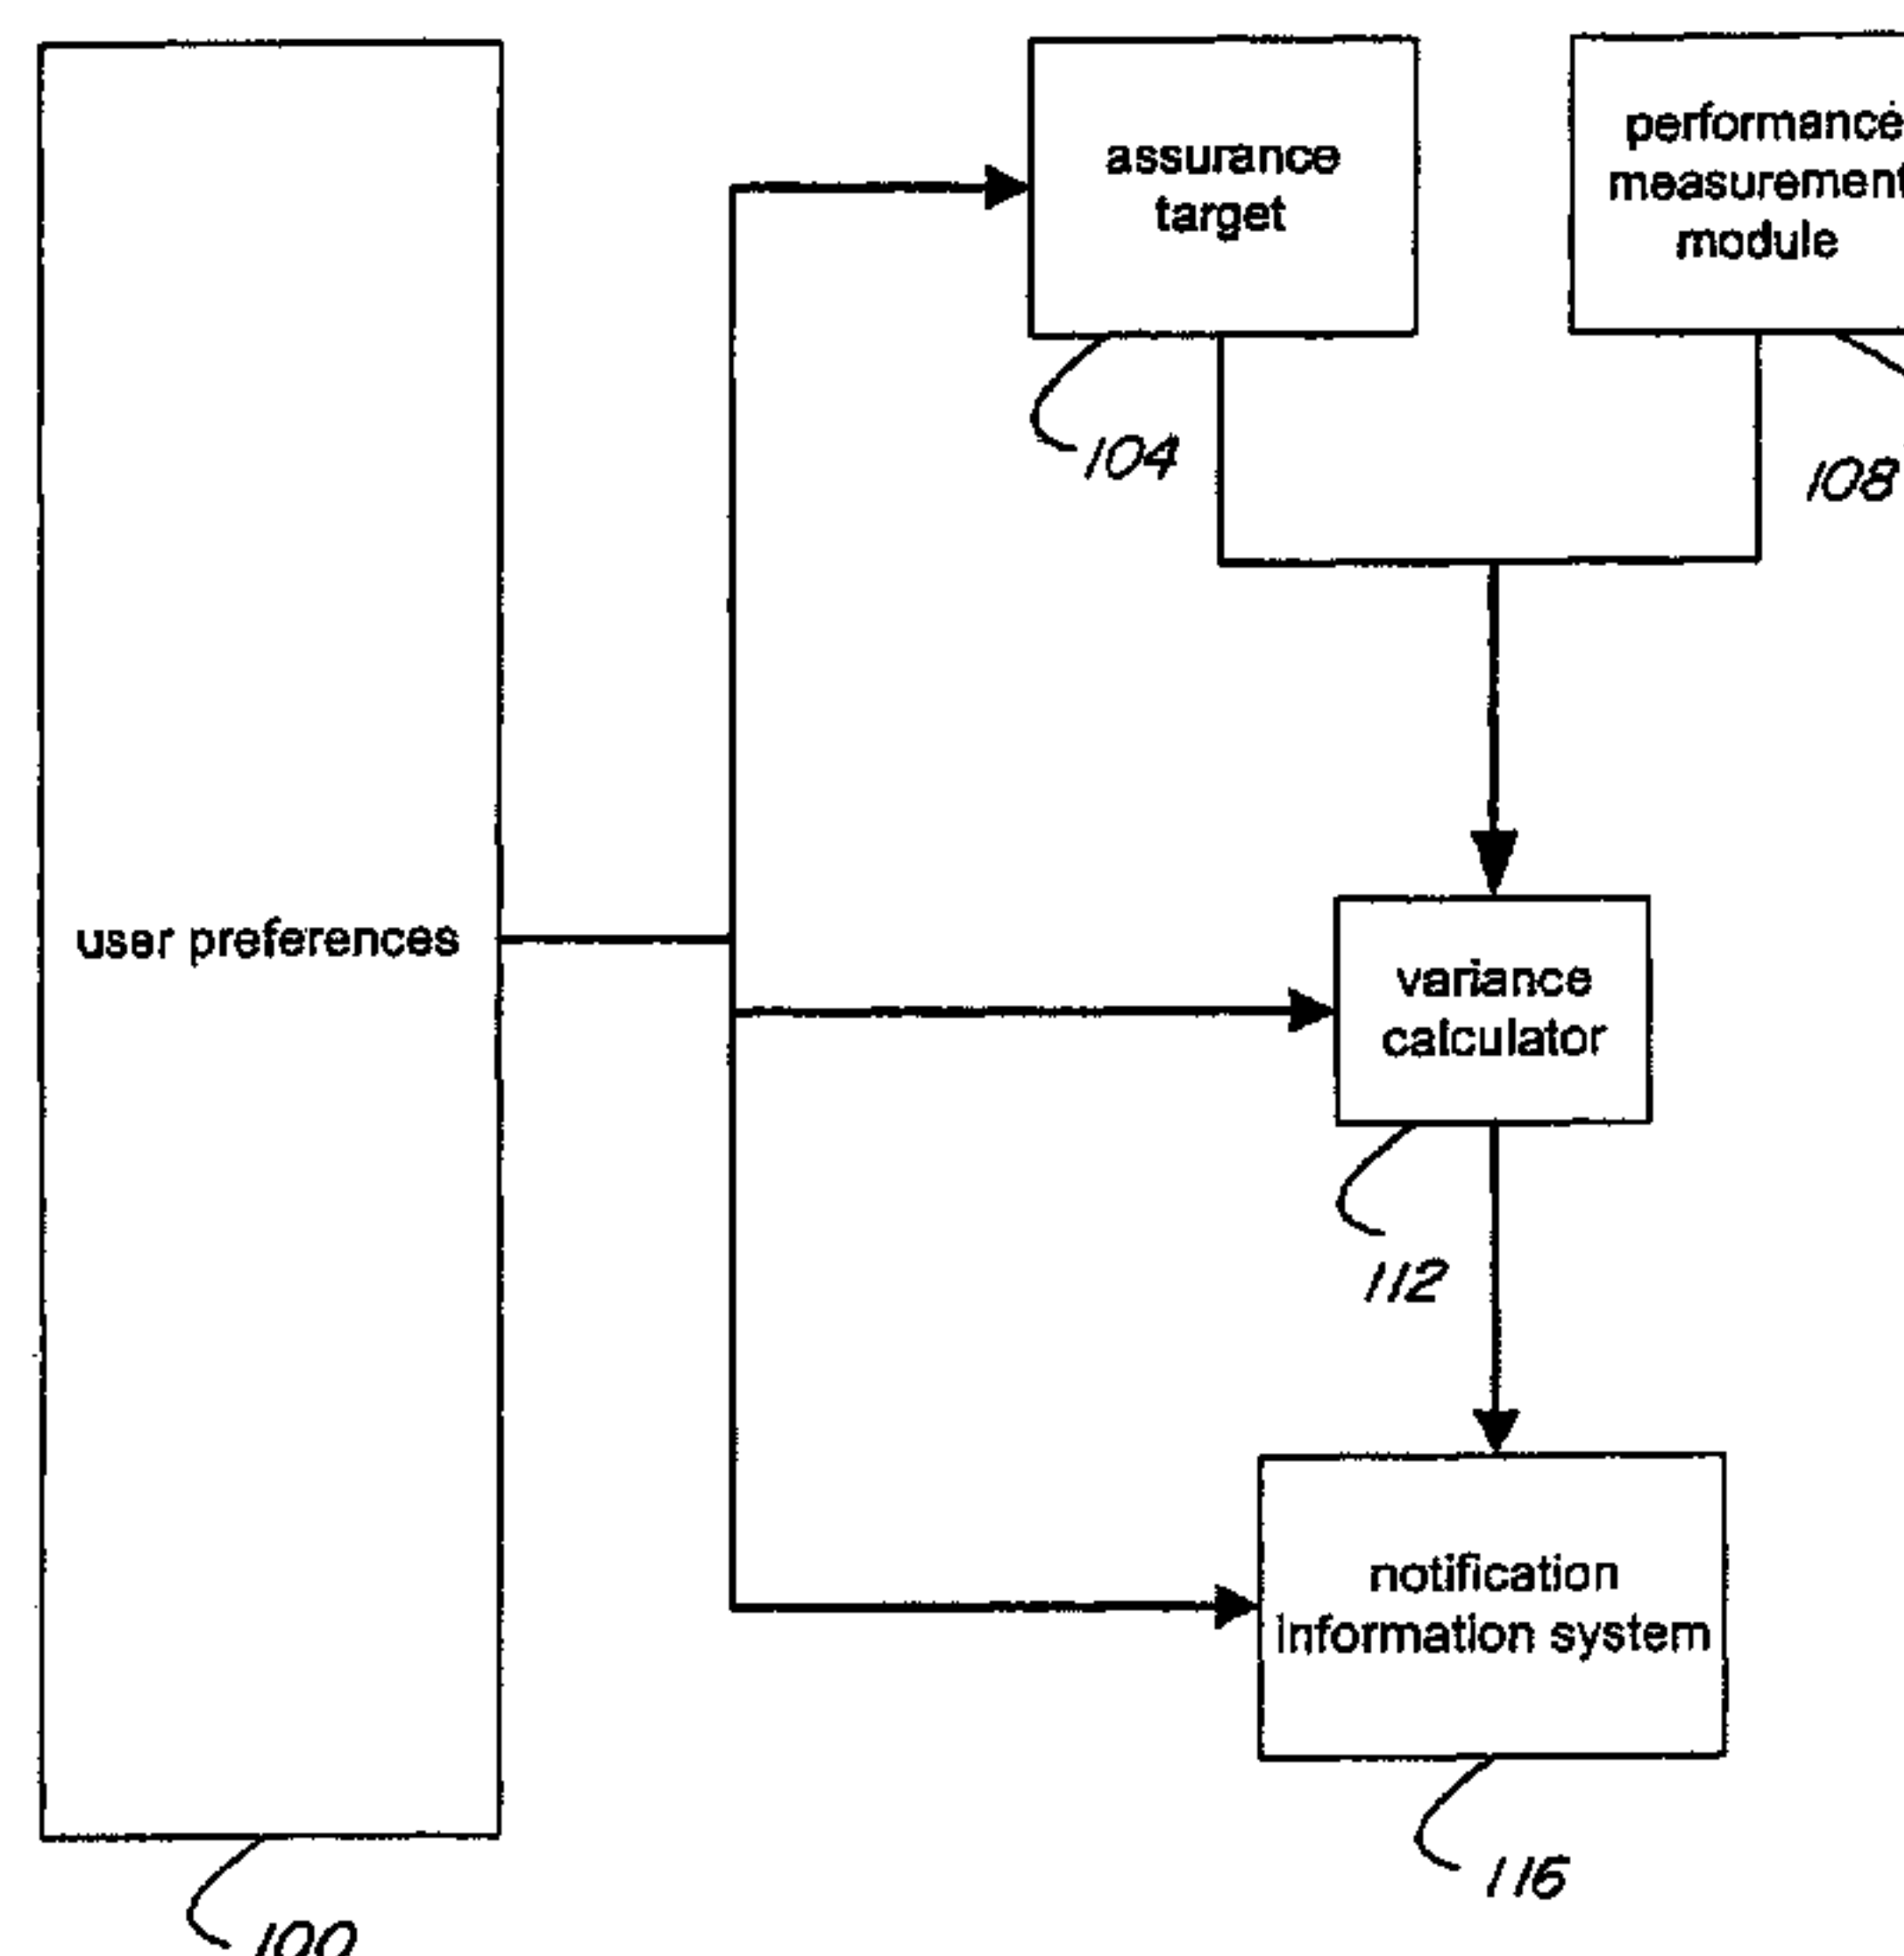 assurance
target
performance
measurement
module
104
108
user preferences
variance
calculator
112
notification
information system
116
100